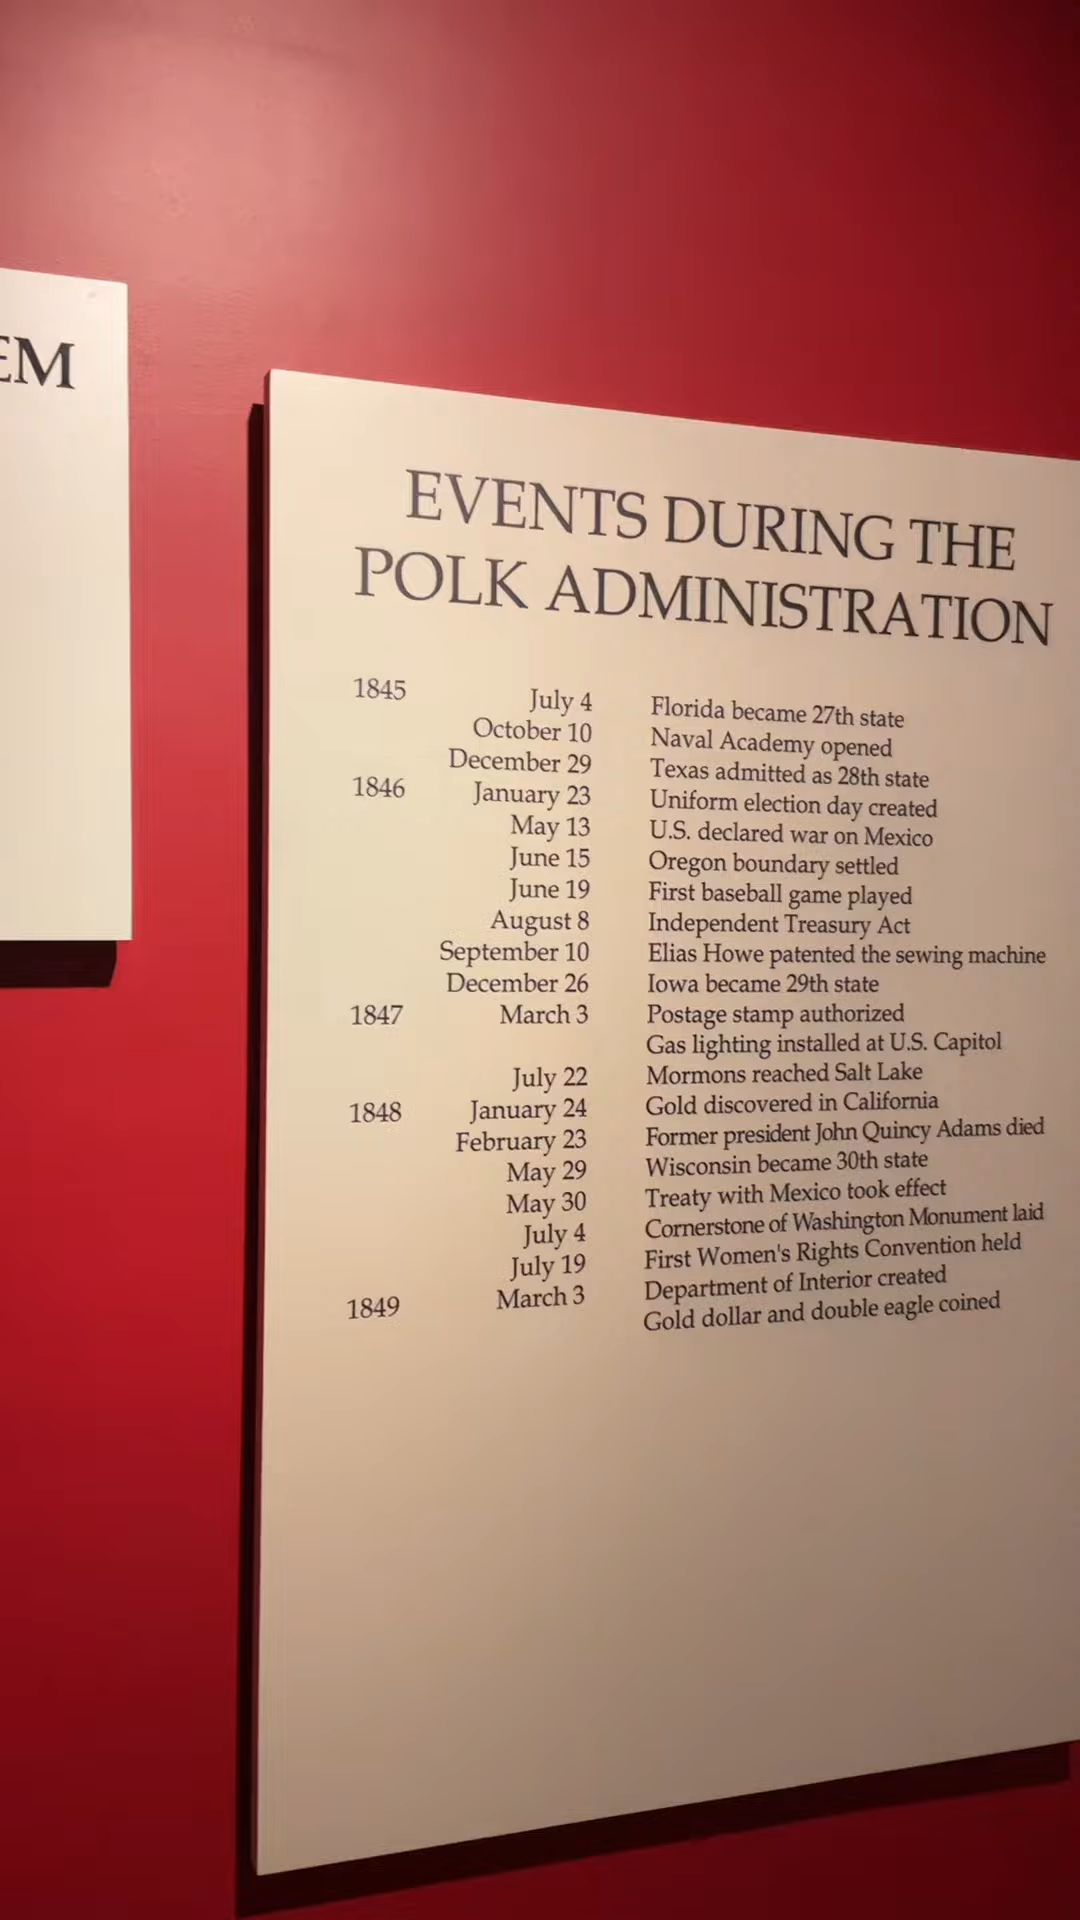 EM
EVENTS DURING THE
POLK ADMINISTRATION
1845 July 4 Florida became 27th state
October 10 Naval Academy opened
December 29 Texas admitted as 28th state
1846 January 23 Uniform election day created
May 13 U.S. declared war on Mexico
June 15 Oregon boundary settled
June 19 First baseball game played
August 8 Independent Treasury Act
September 10 Elias Howe patented the sewing machine
December 26 Iowa became 29th state
1847 March 3 Postage stamp authorized
Gas lighting installed at U.S. Capitol
July 22 Mormons reached Salt Lake
1848 January 24 Gold discovered in California
February 23 Former president John Quincy Adams died
May 29 Wisconsin became 30th state
May 30 Treaty with Mexico took effect
July 4 Cornerstone of Washington Monument laid
July 19 First Women's Rights Convention held
1849 March 3 Department of Interior created
Gold dollar and double eagle coined